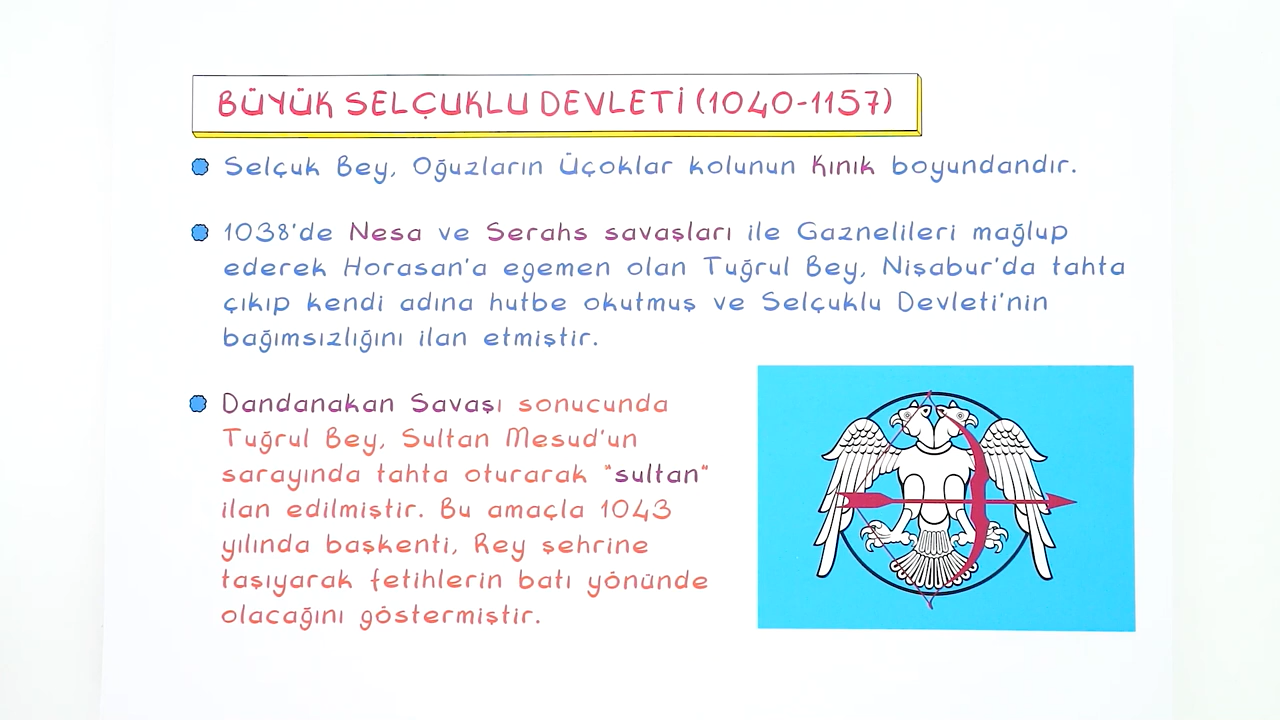 BÜYÜK SELÇUKLU DEVLETİ (1040-1157)
Selçuk Bey, Oğuzların Üçoklar kolunun Kınık boyundandır.
1038'de Nesa ve Serahs savaşları ile Gaznelileri mağlup
ederek Horasan'a egemen olan Tuğrul Bey, Nişabur'da tahta
çıkıp kendi adına hutbe okutmuş ve Selçuklu Devleti'nin
bağımsızlığını ilan etmiştir.
Dandanakan Savaşı sonucunda
Tuğrul Bey, Sultan Mesud'un
sarayında tahta oturarak "sultan"
ilan edilmiştir. Bu amaçla 1043
yılında başkenti, Rey şehrine
taşıyarak fetihlerin batı yönünde
olacağını göstermiştir.